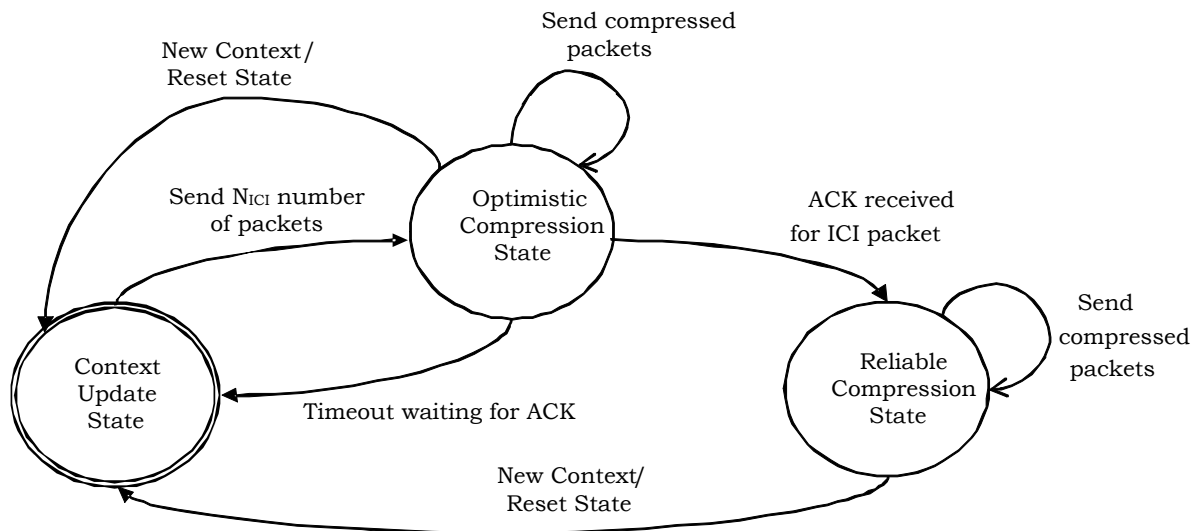 Send compressed
packets
New Context/
Reset State
Send NICI number
of packets
Optimistic
Compression
State
ACK received
for ICI packet
Send
compressed
packets
Context
Update
State
Reliable
Compression
State
Timeout waiting for ACK
New Context/
Reset State